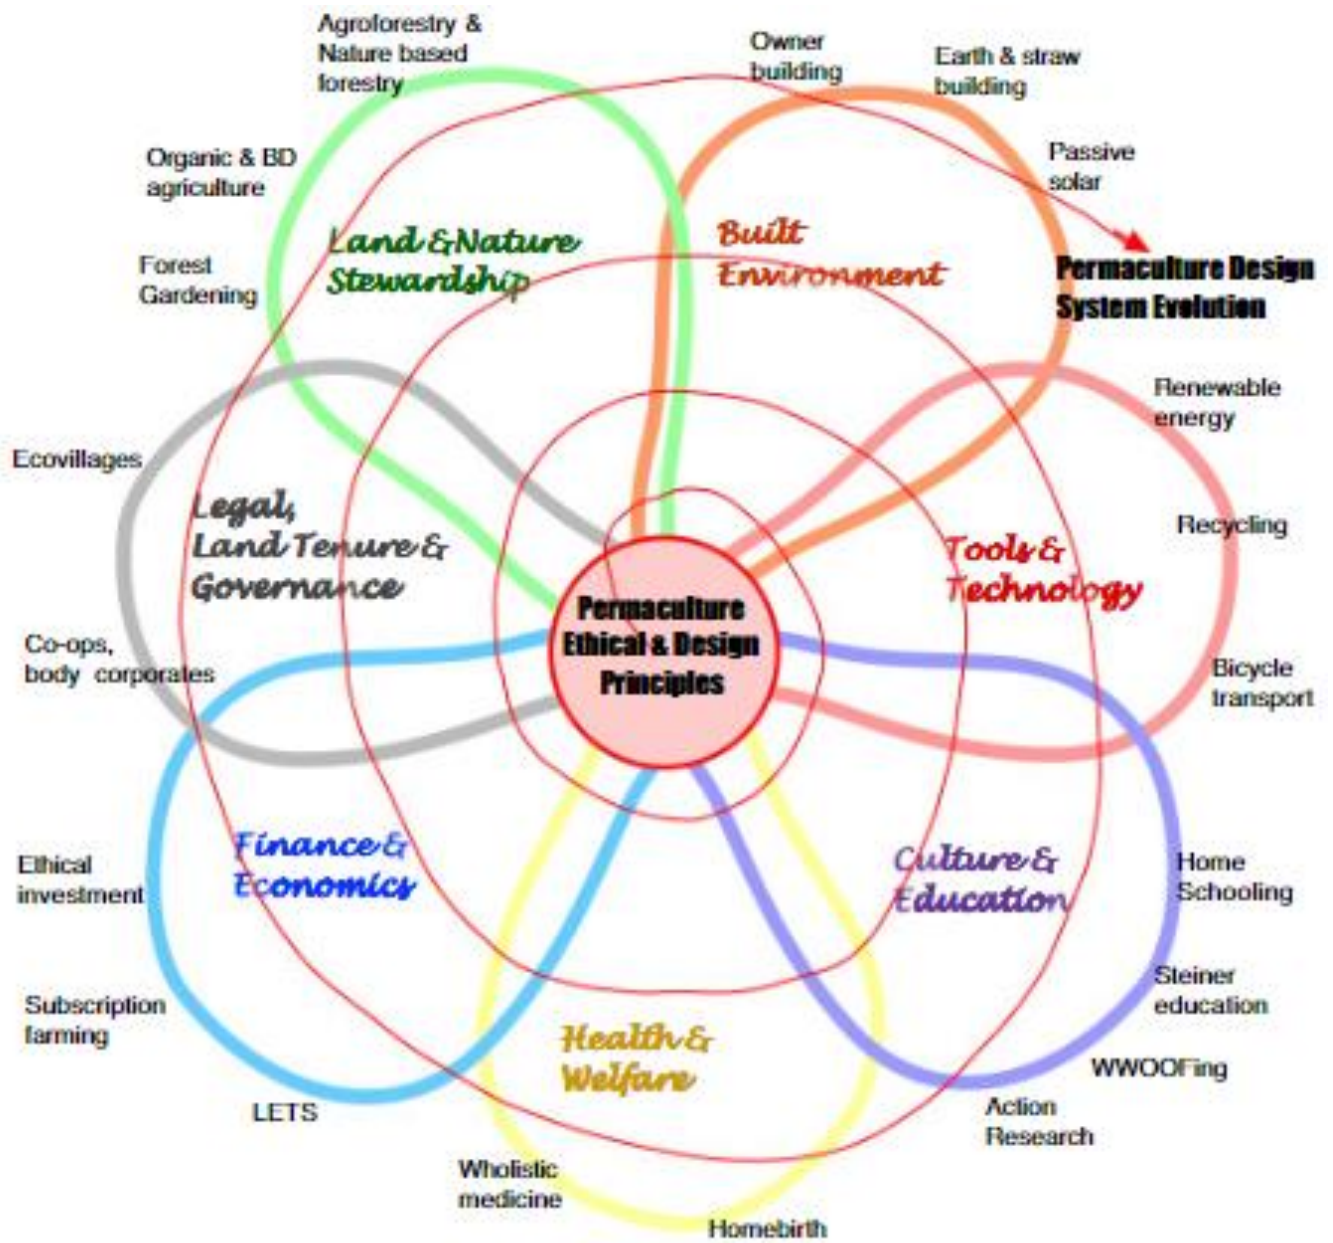 Agroforestry &
Nature based
forestry
Owner
building
Earth & straw
building
Passive
solar
Organic & BD
agriculture
Forest
Gardening
Land &Nature
Stewardship
Built
Environment
Permaculture Design
System Evolution
Renewable
energy
Ecovillages
Legal,
Land Tenure &
Governance
Recycling
Tools &
Technology
Permaculture
Ethical & Design
Principles
Co-ops,
body corporates
Bicycle
transport
Finance &
Economics
Culture &
Education
Ethical
investment
Home
Schooling
Subscription
farming
Steiner
education
Health &
Welfare
WWOOFing
LETS
Action
Research
Wholistic
medicine
Homebirth